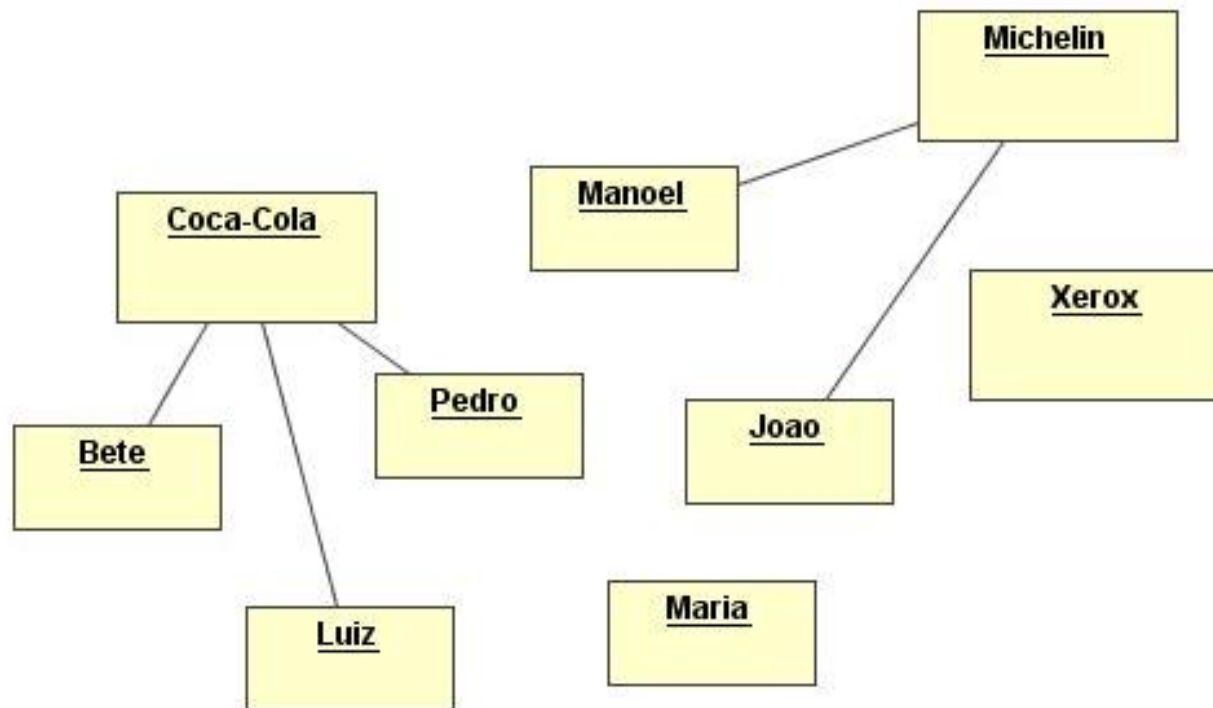 Michelin
Manoel
Coca-Cola
Xerox
Pedro
Joao
Bete
Maria
Luiz